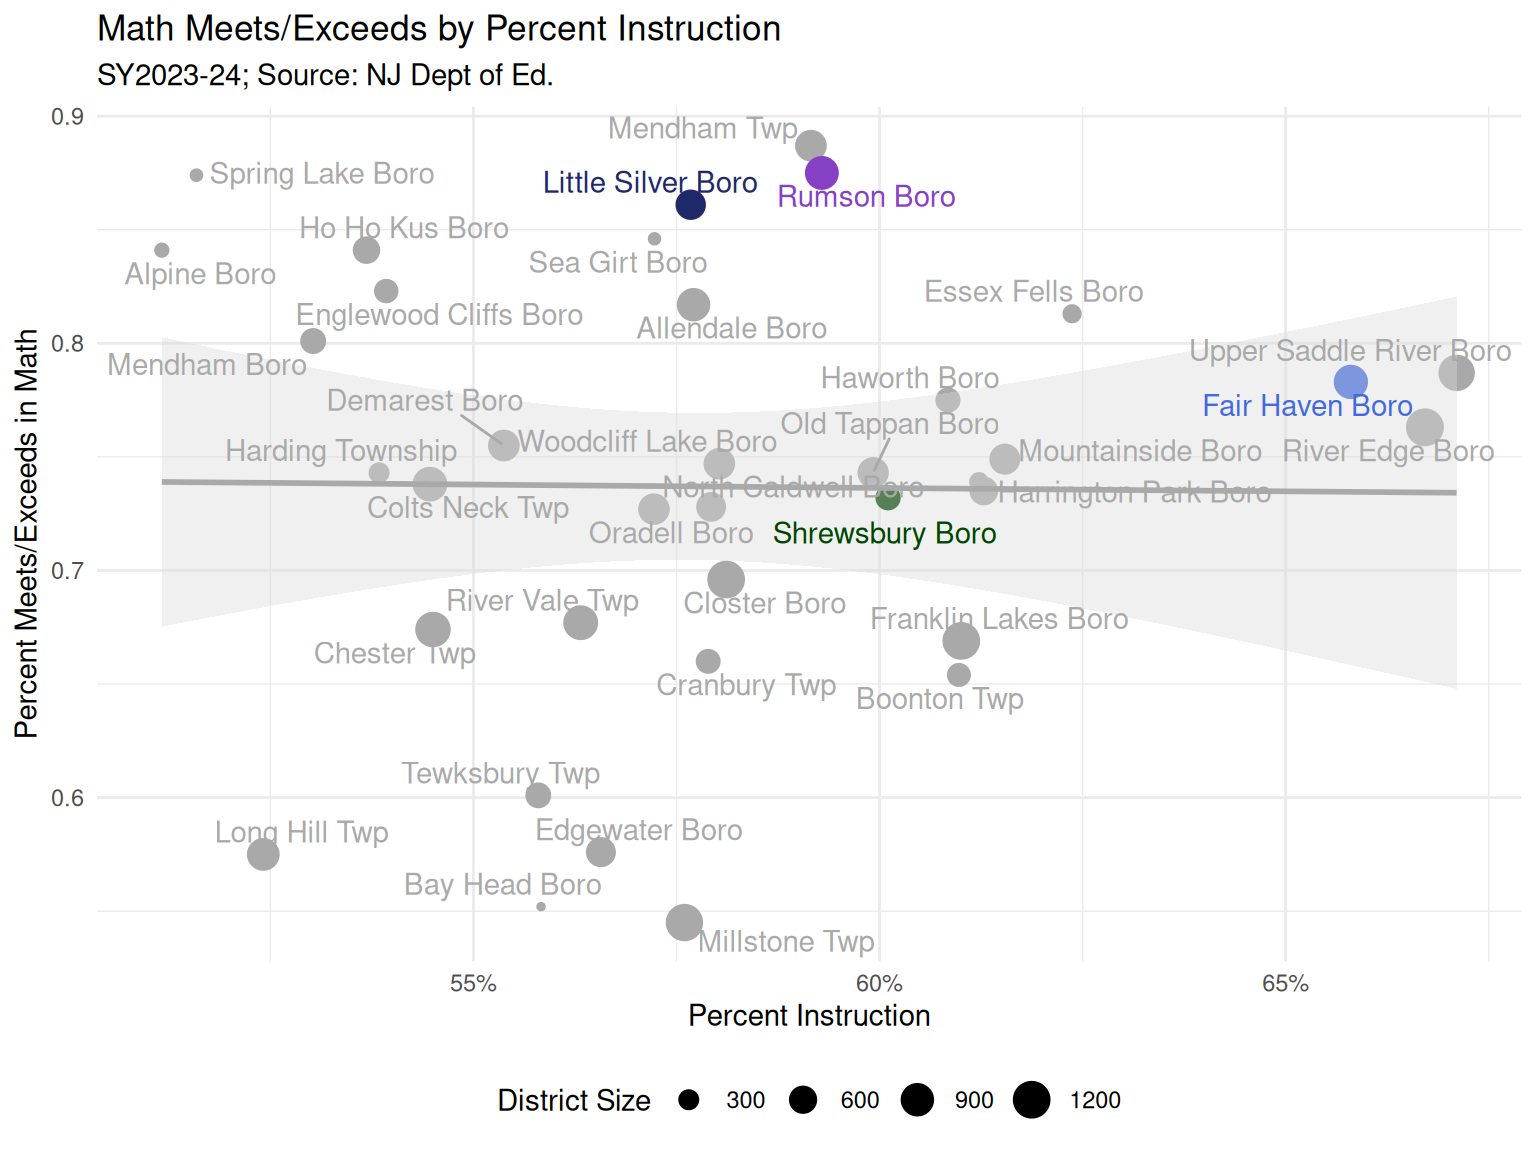 Math Meets/Exceeds by Percent Instruction
SY2023-24; Source: NJ Dept of Ed.
0.9
Mendham Twp
Spring Lake Boro
Little Silver Boro
Rumson Boro
Ho Ho Kus Boro
Sea Girt Boro
Alpine Boro
Essex Fells Boro
Englewood Cliffs Boro
Allendale Boro
0.8
Upper Saddle River Boro
Mendham Boro
Haworth Boro
Demarest Boro
Fair Haven Boro
Old Tappan Boro
Woodcliff Lake Boro
Harding Township
Mountainside Boro
River Edge Boro
North Caldwell Boro
Harrington Park Boro
Colts Neck Twp
Oradell Boro
Shrewsbury Boro
0.7
River Vale Twp
Closter Boro
Franklin Lakes Boro
Chester Twp
Cranbury Twp
Boonton Twp
Tewksbury Twp
0.6
Long Hill Twp
Edgewater Boro
Bay Head Boro
Millstone Twp
Percent Meets/Exceeds in Math
55%
60%
65%
Percent Instruction
District Size 300 600 900 1200